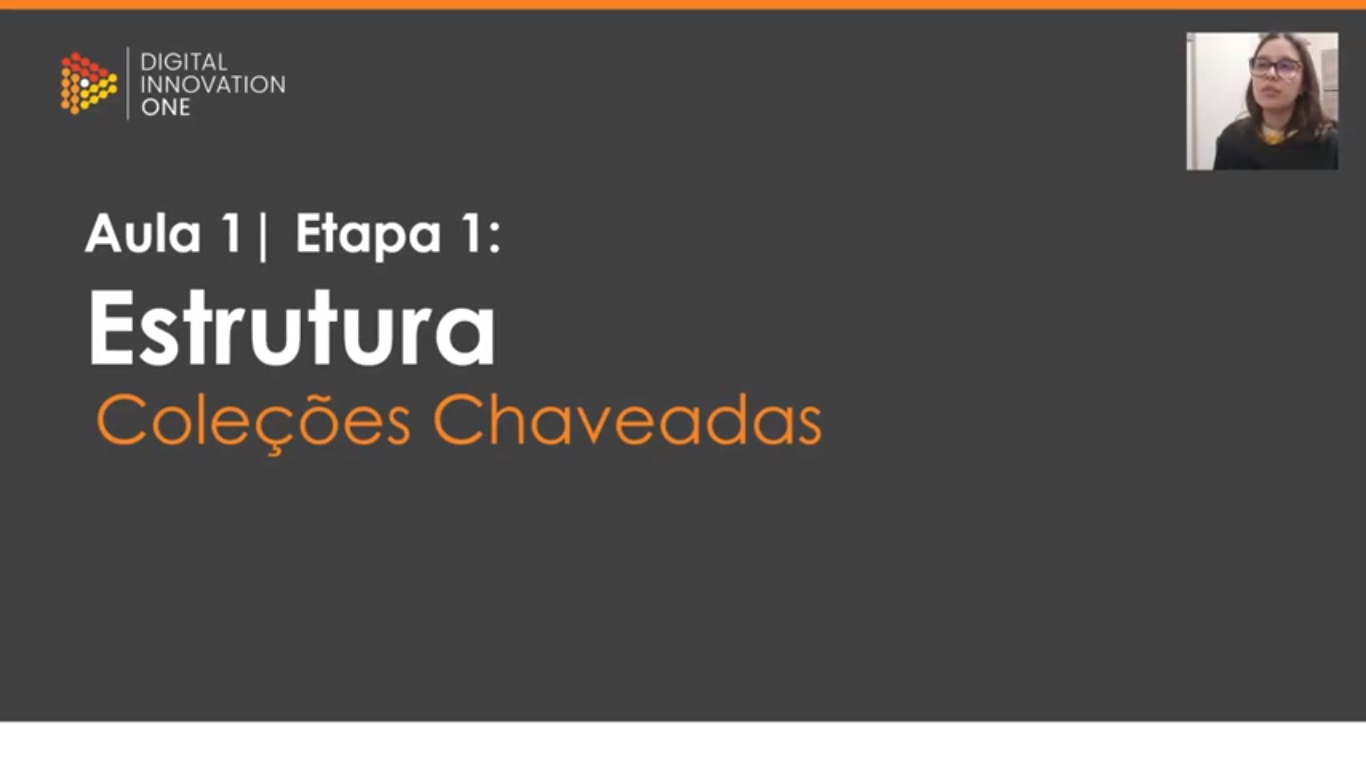 DIGITAL
INNOVATION
ONE
Aula 1| Etapa 1:
Estrutura
Coleções Chaveadas